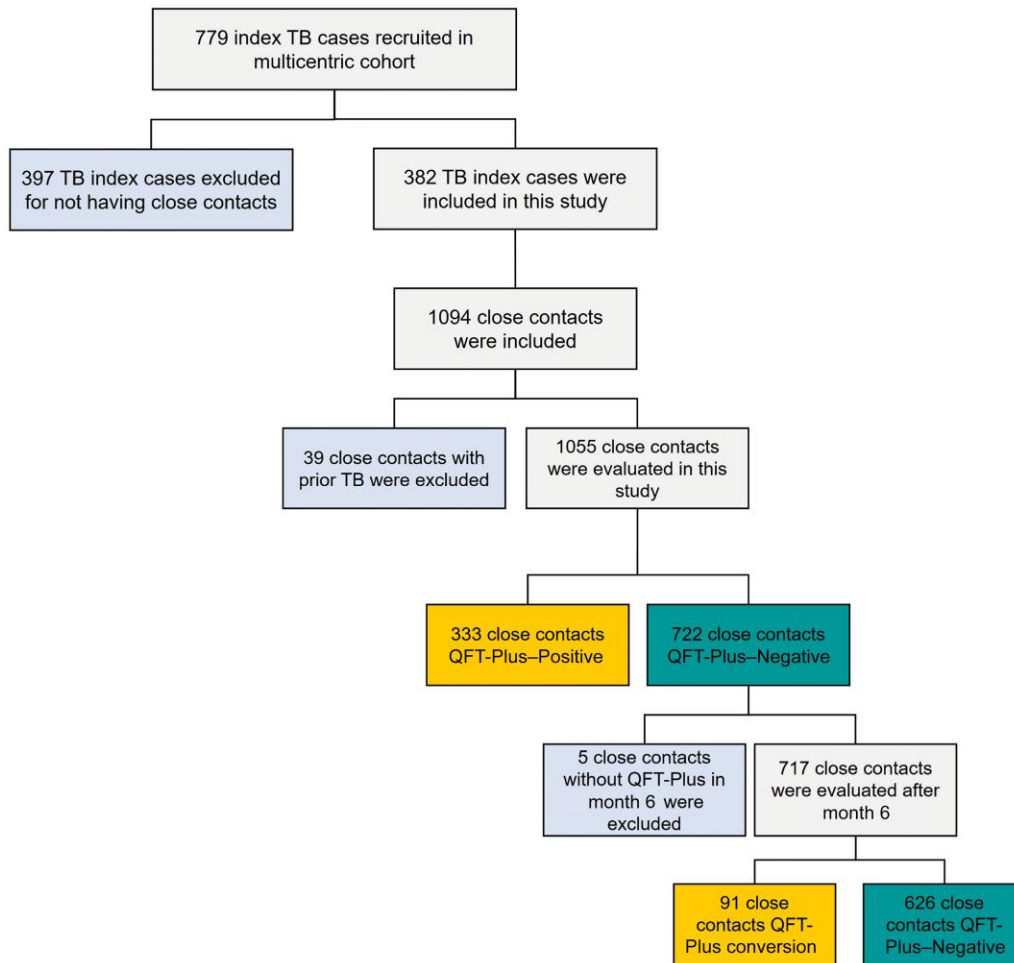 779 index TB cases recruited in
multicentric cohort
397 TB index cases excluded
for not having close contacts
382 TB index cases were
included in this study
1094 close contacts
were included
39 close contacts with
prior TB were excluded
1055 close contacts
were evaluated in this
study
333 close contacts
QFT-Plus–Positive
722 close contacts
QFT-Plus–Negative
5 close contacts
without QFT-Plus in
month 6 were
excluded
717 close contacts
were evaluated after
month 6
91 close
contacts QFT-
Plus conversion
626 close
contacts QFT-
Plus–Negative